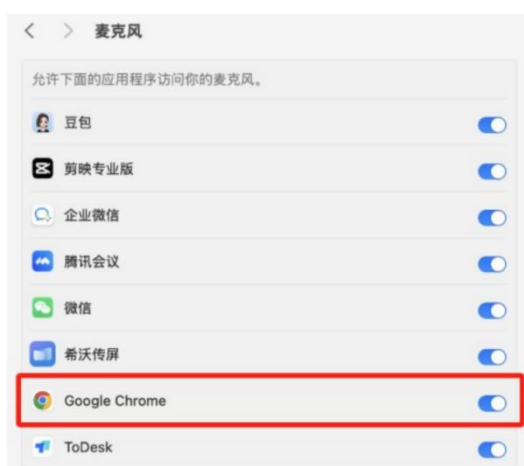 麦克风
允许下面的应用程序访问你的麦克风。
豆包
剪映专业版
企业微信
腾讯会议
微信
希沃传屏
Google Chrome
ToDesk